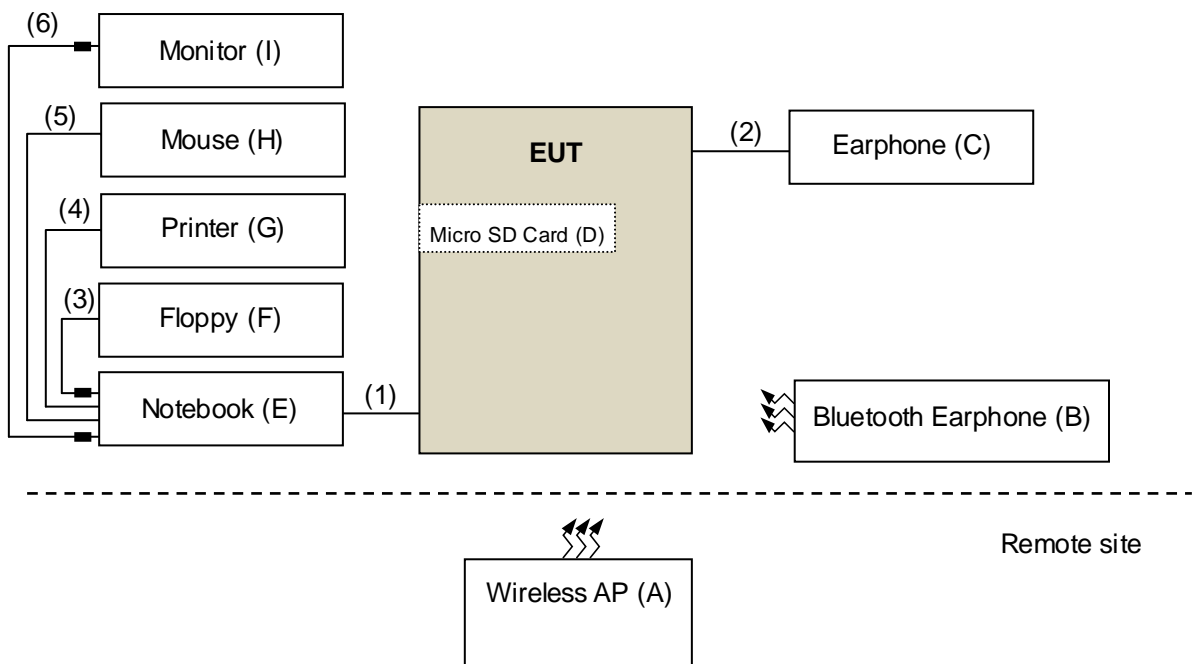 (6)
Monitor (I)
(5)
Mouse (H)
EUT
(2)
Earphone (C)
(4)
Printer (G)
Micro SD Card (D)
(3)
Floppy (F)
Notebook (E)
(1)
Bluetooth Earphone (B)
Remote site
Wireless AP (A)